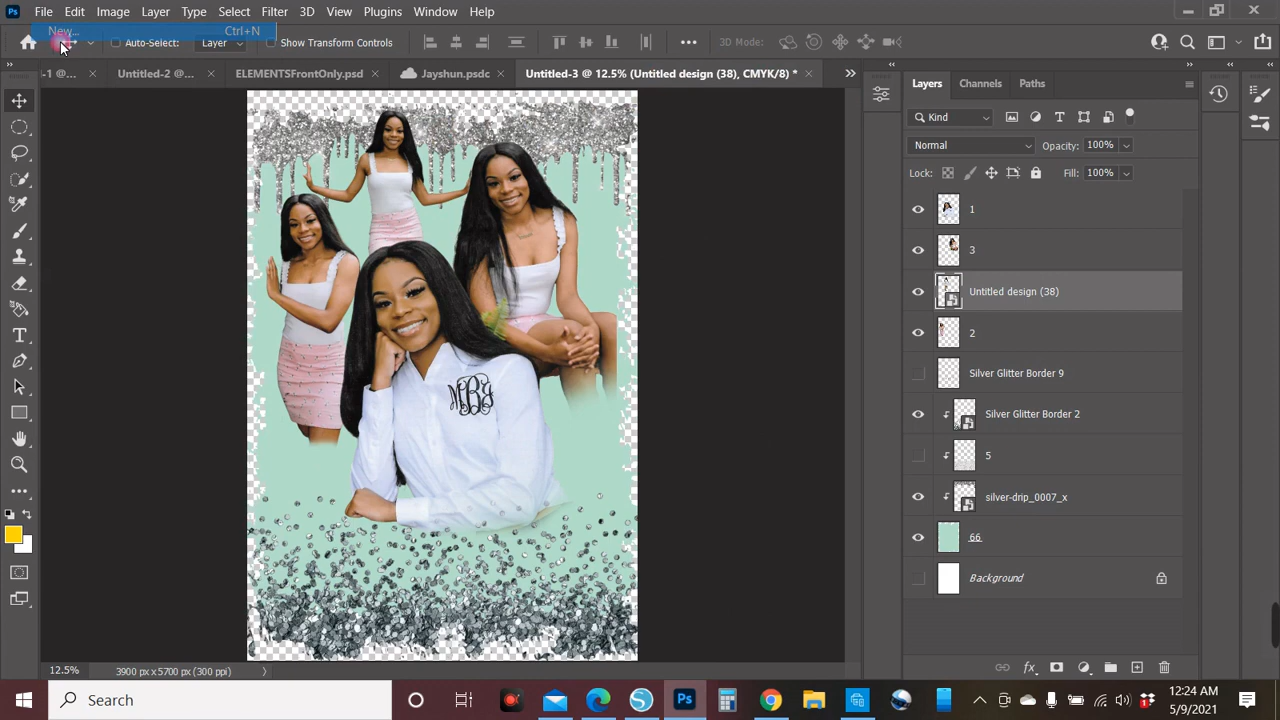 File Edit Image Layer Type Select Filter 3D View Plugins Window Help
New... Ctrl+N
Auto-Select: Layer Show Transform Controls 3D Mode:
-1 @... Untitled-2 @... ELEMENTSFrontOnly.psd Jayshun.psdc Untitled-3 @ 12.5% (Untitled design (38), CMYK/8) *
Layers Channels Paths
Kind
Normal Opacity: 100%
Lock: Fill: 100%
1
3
Untitled design (38)
2
Silver Glitter Border 9
Silver Glitter Border 2
5
silver-drip_0007_x
66
Background
12.5% 3900 px x 5700 px (300 ppi)
Search
Ps
12:24 AM
5/9/2021